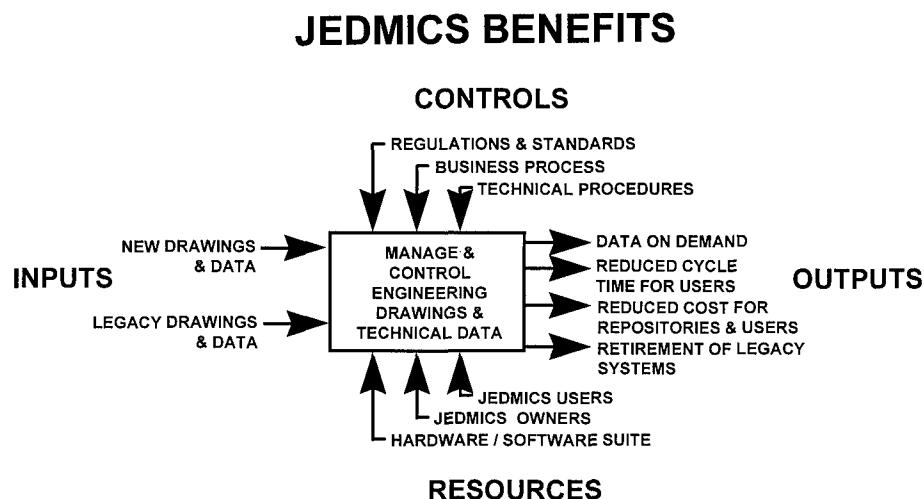 JEDMICS BENEFITS
CONTROLS
REGULATIONS & STANDARDS
BUSINESS PROCESS
TECHNICAL PROCEDURES
INPUTS
NEW DRAWINGS
& DATA
LEGACY DRAWINGS
& DATA
MANAGE &
CONTROL
ENGINEERING
DRAWINGS &
TECHNICAL DATA
OUTPUTS
DATA ON DEMAND
REDUCED CYCLE
TIME FOR USERS
REDUCED COST FOR
REPOSITORIES & USERS
RETIREMENT OF LEGACY
SYSTEMS
JEDMICS USERS
JEDMICS OWNERS
HARDWARE / SOFTWARE SUITE
RESOURCES